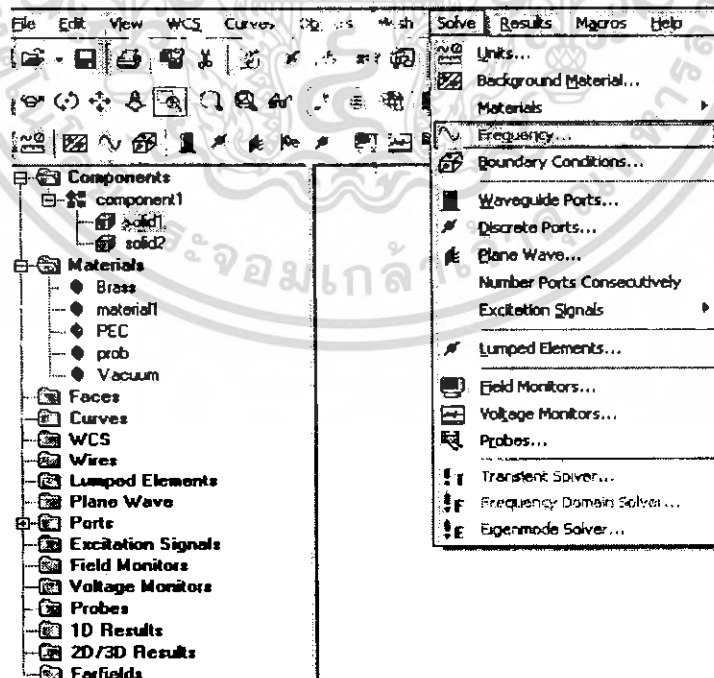 File Edit View WCS Curves Mesh Solve Results Macros Help
Units...
Background Material...
Materials
Frequency...
Boundary Conditions...
Waveguide Ports...
Discrete Ports...
Plane Wave...
Number Ports Consecutively
Excitation Signals
Lumped Elements...
Field Monitors...
Voltage Monitors...
Probes...
Transient Solver...
Frequency Domain Solver...
Eigenmode Solver...
Components
component1
solid1
solid2
Materials
Brass
material1
PEC
prob
Vacuum
Faces
Curves
WCS
Wires
Lumped Elements
Plane Wave
Ports
Excitation Signals
Field Monitors
Voltage Monitors
Probes
1D Results
2D/3D Results
Farfields